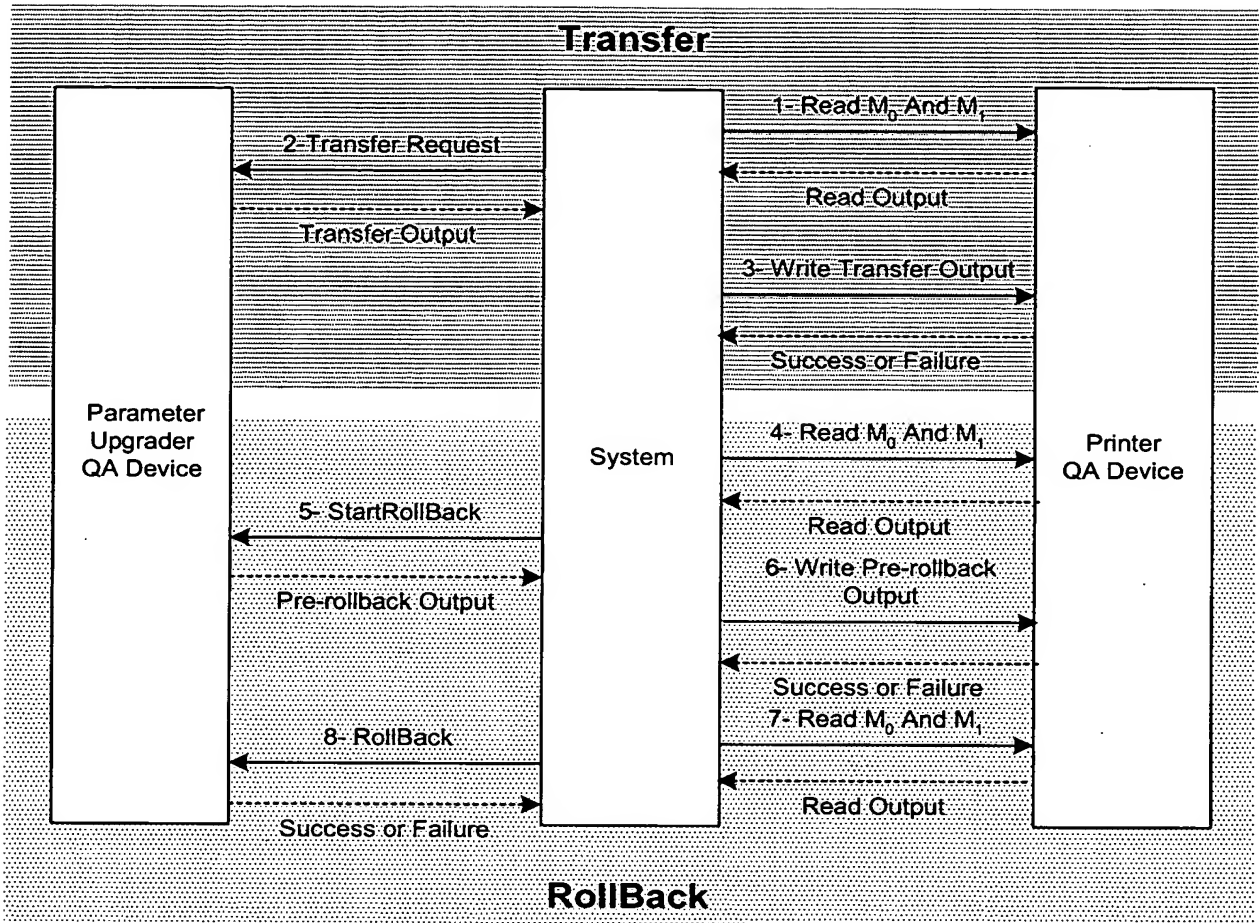 Transfer
1- Read M0 And M1
2-Transfer Request
Read Output
Transfer Output
3- Write Transfer Output
Success or Failure
Parameter
Upgrader
QA Device
System
Printer
QA Device
4- Read M0 And M1
5- StartRollBack
Read Output
6- Write Pre-rollback
Output
Pre-rollback Output
Success or Failure
7- Read M0 And M1
8- RollBack
Read Output
Success or Failure
RollBack